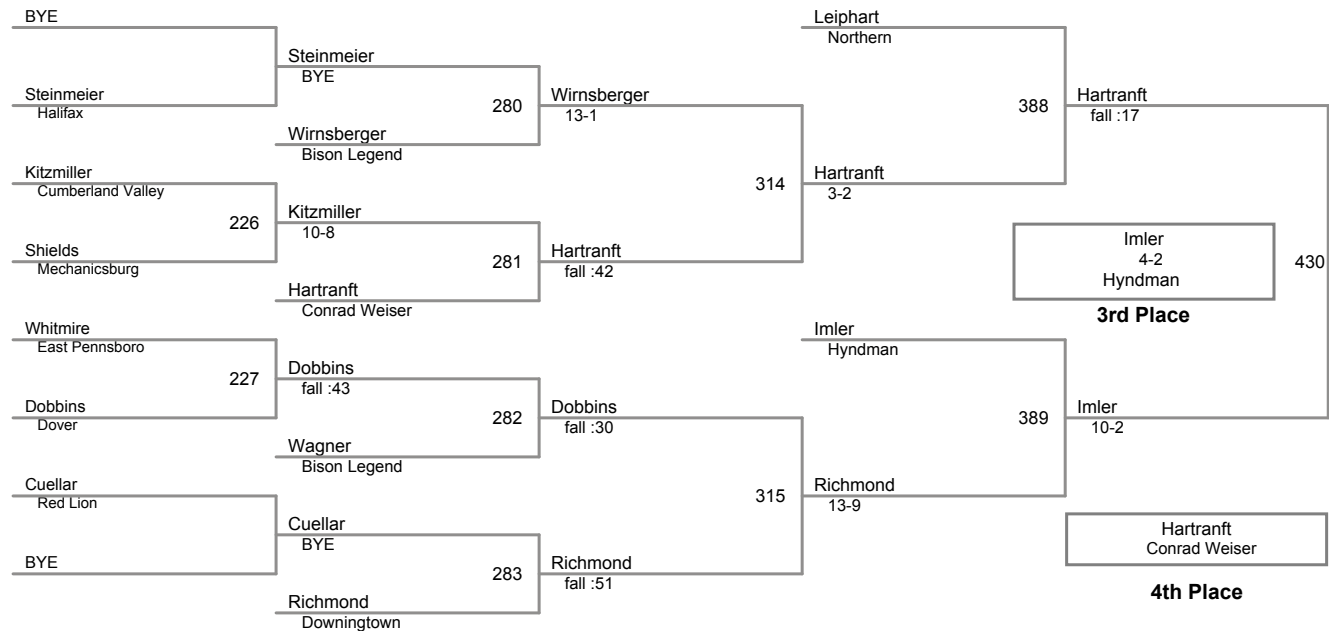 BYE
Steinmeier
Halifax
Kitzmiller
Cumberland Valley
226
Shields
Mechanicsburg
Whitmire
East Pennsboro
227
Dobbins
Dover
Cuellar
Red Lion
BYE
Steinmeier
BYE
280
Wirnsberger
Bison Legend
Kitzmiller
10-8
281
Hartranft
Conrad Weiser
Dobbins
fall :43
282
Wagner
Bison Legend
Cuellar
BYE
283
Richmond
Downingtown
Wirnsberger
13-1
314
Hartranft
fall :42
Dobbins
fall :30
315
Richmond
fall :51
Leiphart
Northern
388
Hartranft
3-2
Imler
Hyndman
389
Richmond
13-9
Hartranft
fall :17
430
Imler
10-2
Imler
4-2
Hyndman
3rd Place
Hartranft
Conrad Weiser
4th Place